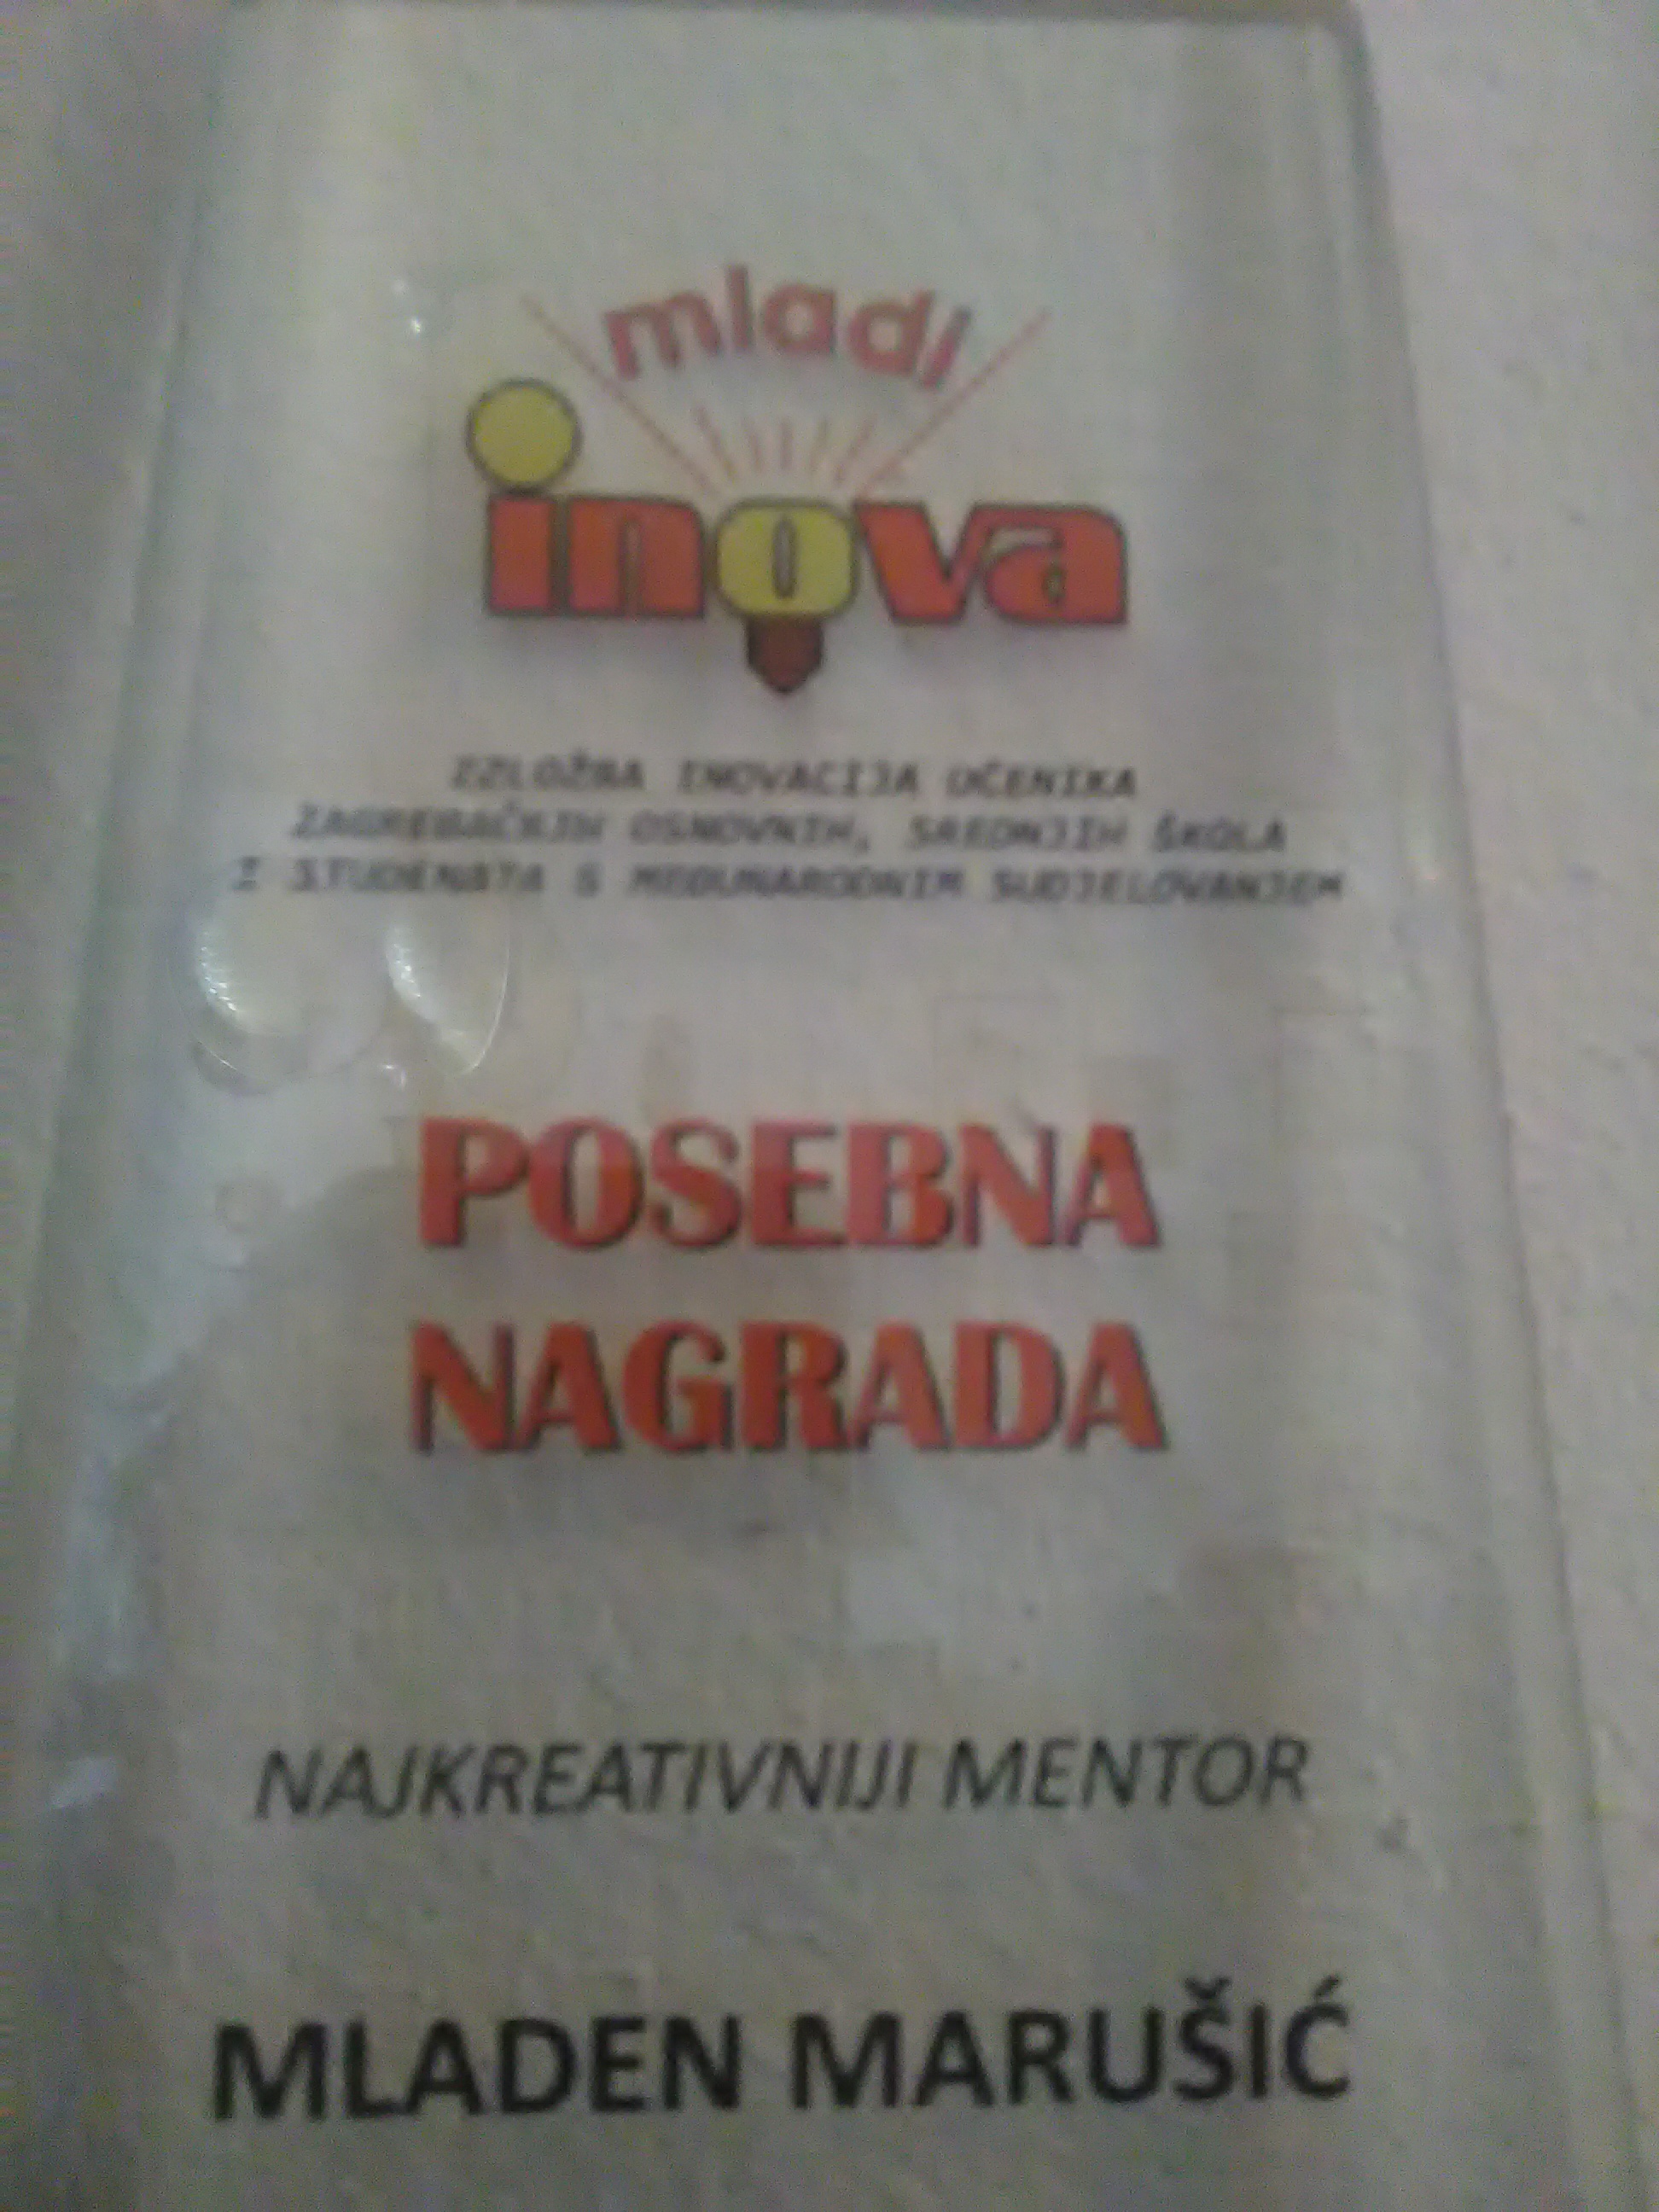 mladi
inova
IZLOŽBA INOVACIJA UČENIKA
ZAGREBAČKIH OSNOVNIH, SREDNJIH ŠKOLA
I STUDENATA S MEĐUNARODNIM SUDJELOVANJEM
POSEBNA
NAGRADA
NAJKREATIVNIJI MENTOR
MLADEN MARUŠIĆ